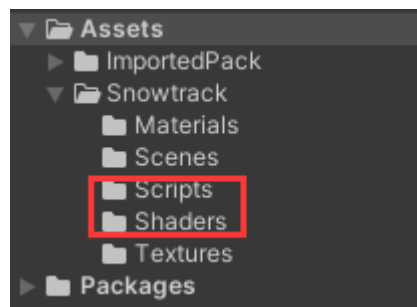 Assets
ImportedPack
Snowtrack
Materials
Scenes
Scripts
Shaders
Textures
Packages